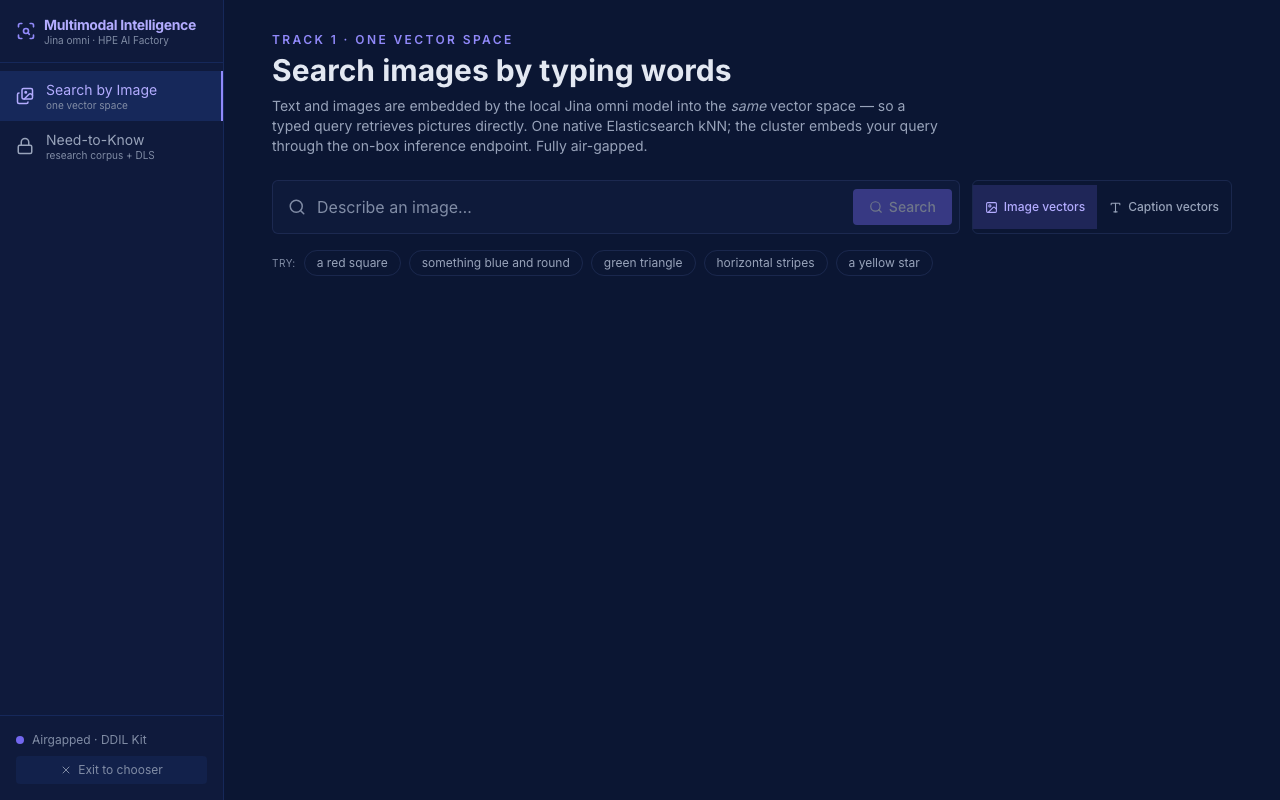 Multimodal Intelligence
Jina omni · HPE AI Factory
Search by Image
one vector space
Need-to-Know
research corpus + DLS
Airgapped · DDIL Kit
Exit to chooser
TRACK 1 · ONE VECTOR SPACE
Search images by typing words
Text and images are embedded by the local Jina omni model into the same vector space — so a
typed query retrieves pictures directly. One native Elasticsearch kNN; the cluster embeds your query
through the on-box inference endpoint. Fully air-gapped.
Describe an image... Search Image vectors Caption vectors
TRY: a red square something blue and round green triangle horizontal stripes a yellow star